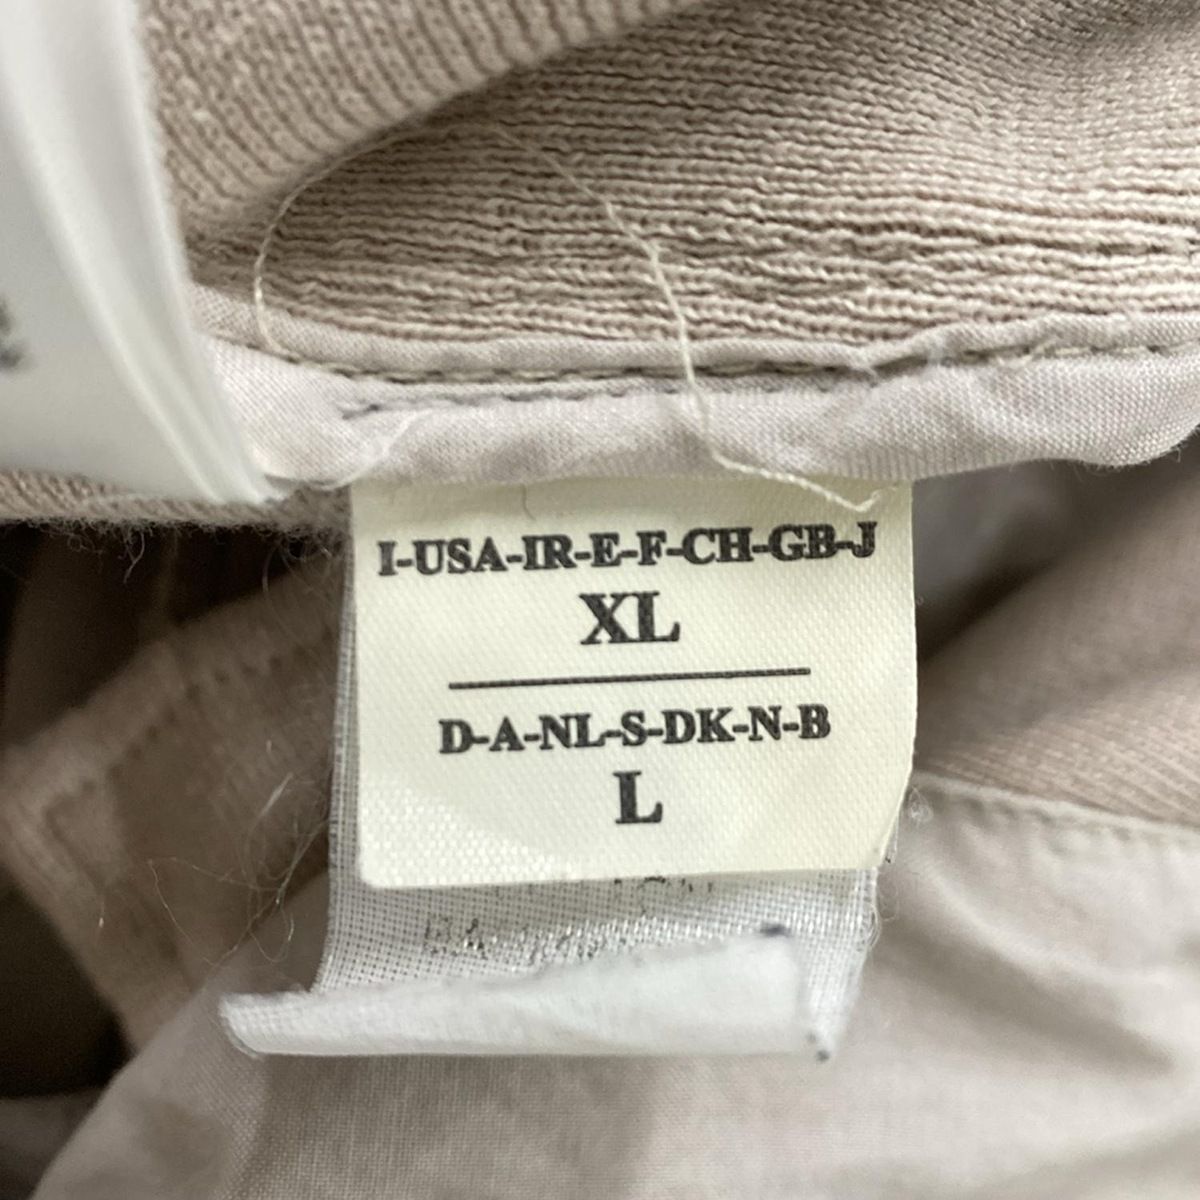 I-USA-IR-E-F-CH-GB-J
XL
D-A-NL-S-DK-N-B
L